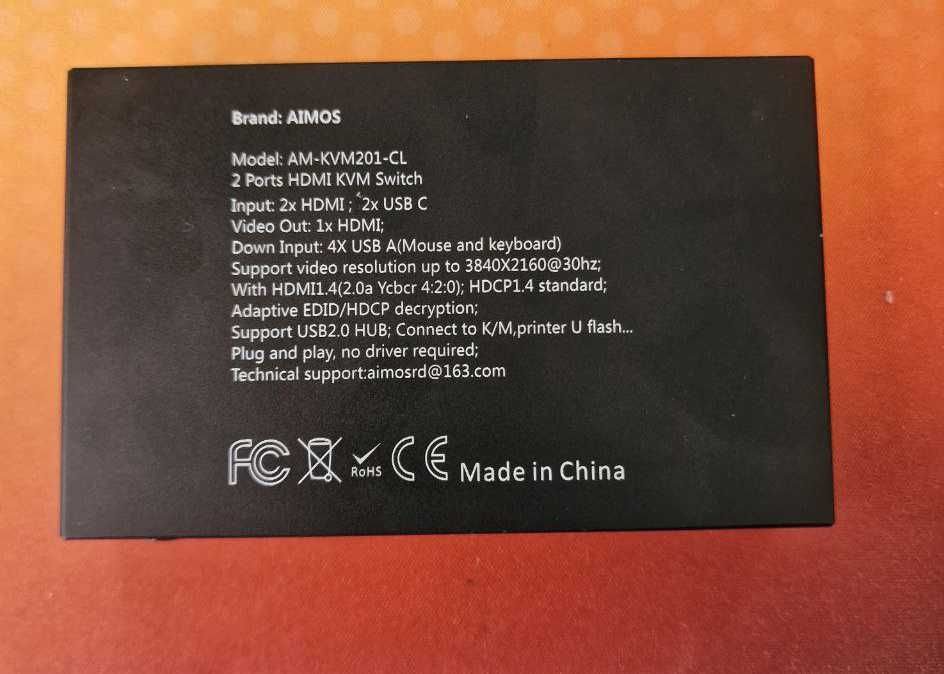 Brand: AIMOS
Model: AM-KVM201-CL
2 Ports HDMI KVM Switch
Input: 2x HDMI ; 2x USB C
Video Out: 1x HDMI;
Down Input: 4X USB A(Mouse and keyboard)
Support video resolution up to 3840X2160@30hz;
With HDMI1.4(2.0a Ycbcr 4:2:0); HDCP1.4 standard;
Adaptive EDID/HDCP decryption;
Support USB2.0 HUB; Connect to K/M,printer U flash...
Plug and play, no driver required;
Technical support:aimosrd@163.com
FC RoHS CE Made in China